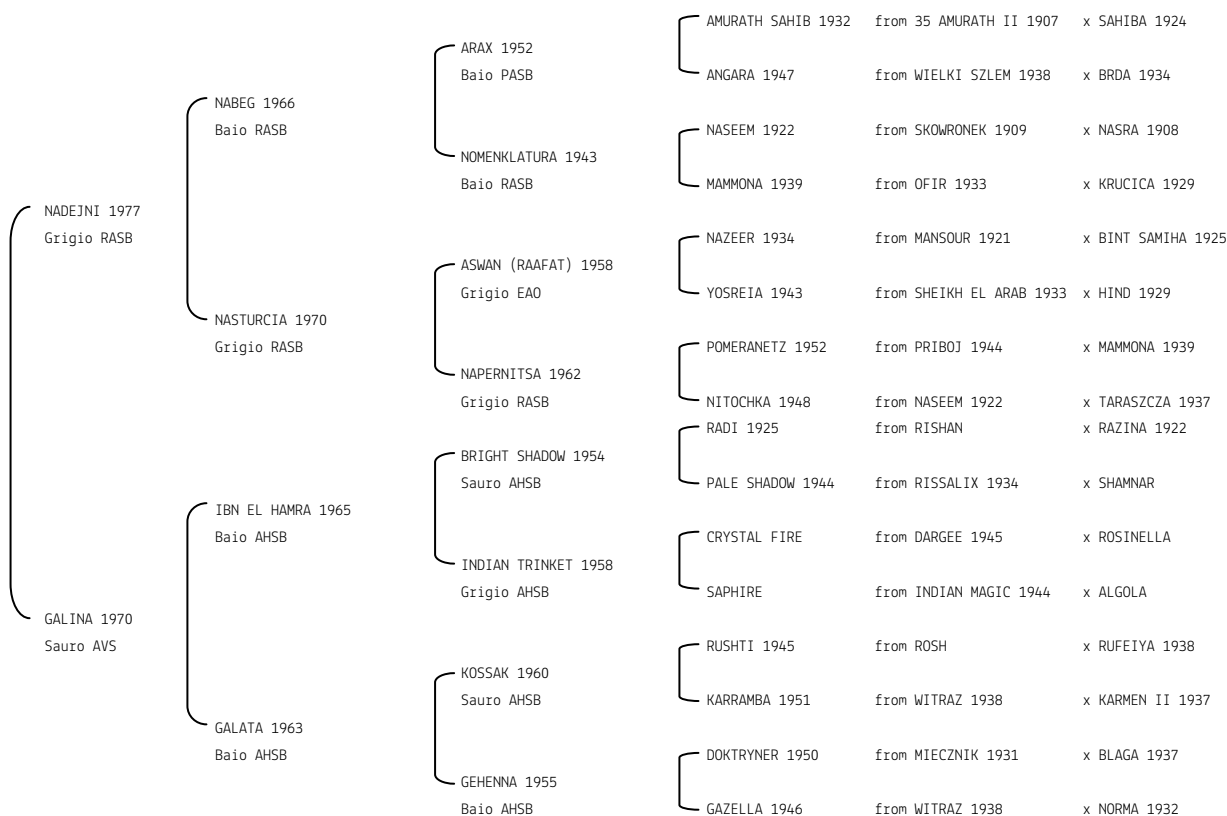 AMURATH SAHIB 1932 from 35 AMURATH II 1907 x SAHIBA 1924
ARAX 1952
Baio PASB
ANGARA 1947 from WIELKI SZLEM 1938 x BRDA 1934
NABEG 1966
Baio RASB
NASEEM 1922 from SKOWRONEK 1909 x NASRA 1908
NOMENKLATURA 1943
Baio RASB
MAMMONA 1939 from OFIR 1933 x KRUCICA 1929
NADEJNI 1977
Grigio RASB
NAZEER 1934 from MANSOUR 1921 x BINT SAMIHA 1925
ASWAN (RAAFAT) 1958
Grigio EAO
YOSREIA 1943 from SHEIKH EL ARAB 1933 x HIND 1929
NASTURCIA 1970
Grigio RASB
POMERANETZ 1952 from PRIBOJ 1944 x MAMMONA 1939
NAPERNITSA 1962
Grigio RASB
NITOCHKA 1948 from NASEEM 1922 x TARASZCZA 1937
RADI 1925 from RISHAN x RAZINA 1922
BRIGHT SHADOW 1954
Sauro AHSB
PALE SHADOW 1944 from RISSALIX 1934 x SHAMNAR
IBN EL HAMRA 1965
Baio AHSB
CRYSTAL FIRE from DARGEE 1945 x ROSINELLA
INDIAN TRINKET 1958
Grigio AHSB
SAPHIRE from INDIAN MAGIC 1944 x ALGOLA
GALINA 1970
Sauro AVS
RUSHTI 1945 from ROSH x RUFEIYA 1938
KOSSAK 1960
Sauro AHSB
KARRAMBA 1951 from WITRAZ 1938 x KARMEN II 1937
GALATA 1963
Baio AHSB
DOKTRYNER 1950 from MIECZNIK 1931 x BLAGA 1937
GEHENNA 1955
Baio AHSB
GAZELLA 1946 from WITRAZ 1938 x NORMA 1932